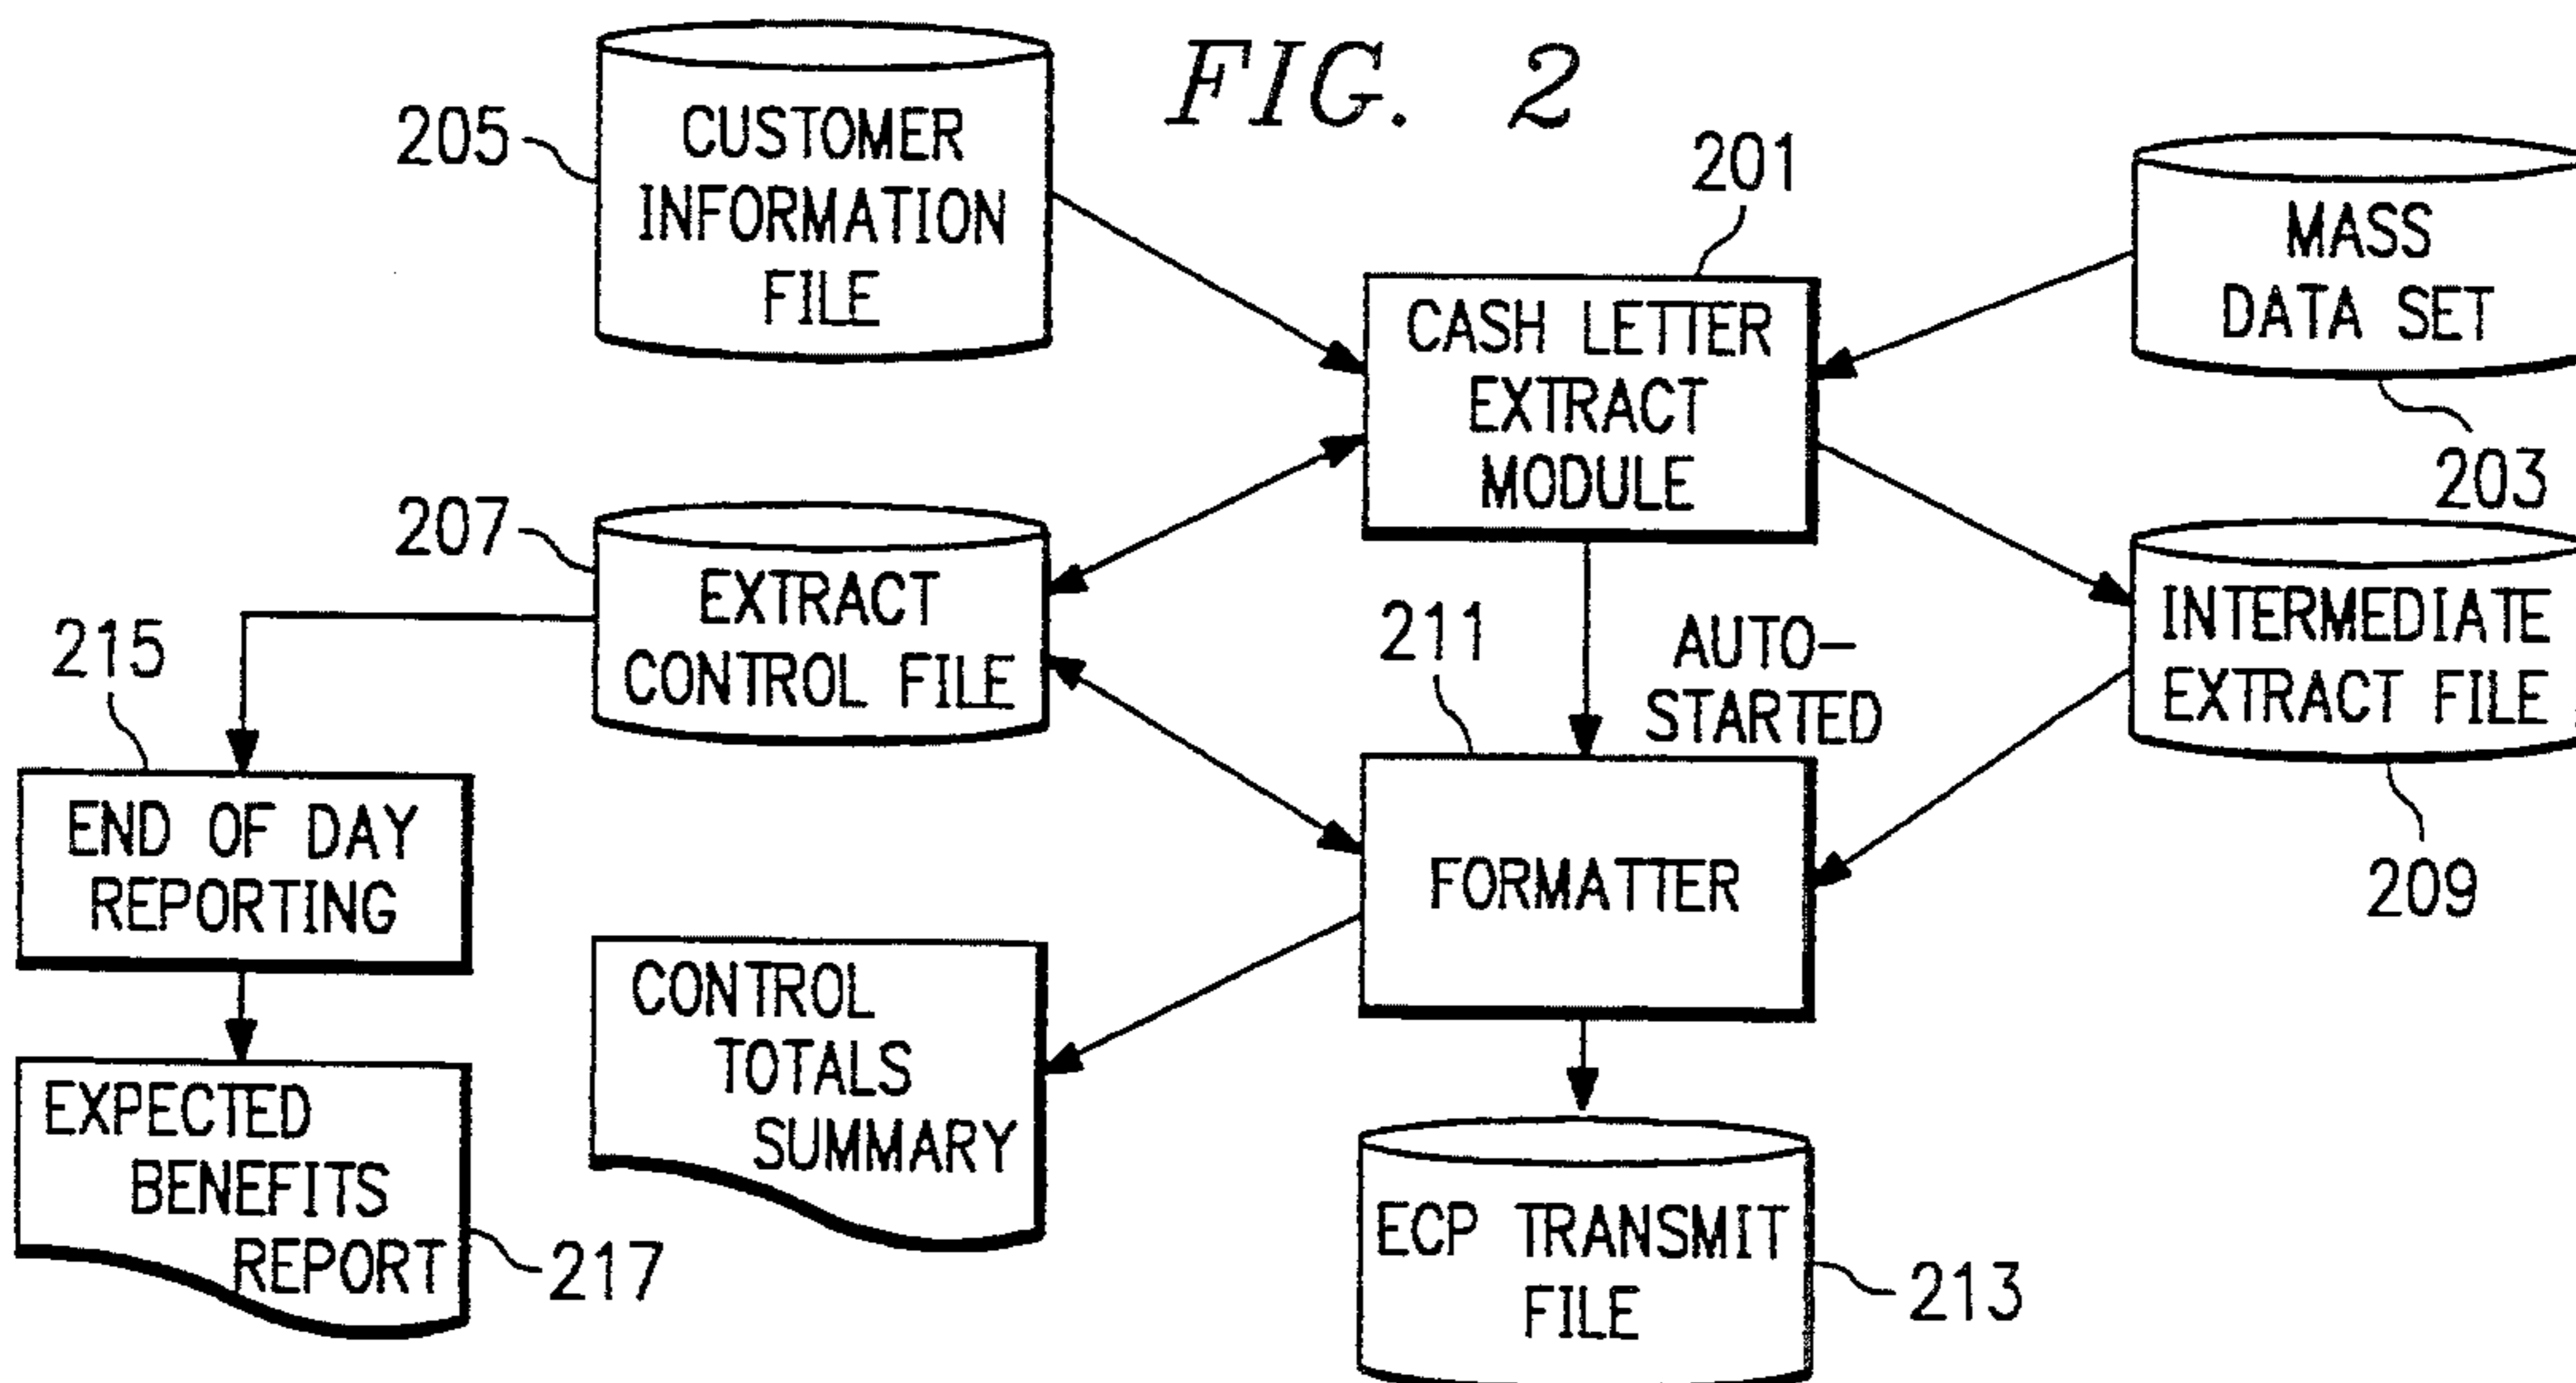 FIG. 2
205
CUSTOMER
INFORMATION
FILE
201
CASH LETTER
EXTRACT
MODULE
MASS
DATA SET
203
207
EXTRACT
CONTROL FILE
211
AUTO-
STARTED
INTERMEDIATE
EXTRACT FILE
209
215
END OF DAY
REPORTING
FORMATTER
CONTROL
TOTALS
SUMMARY
EXPECTED
BENEFITS
REPORT
217
ECP TRANSMIT
FILE
213